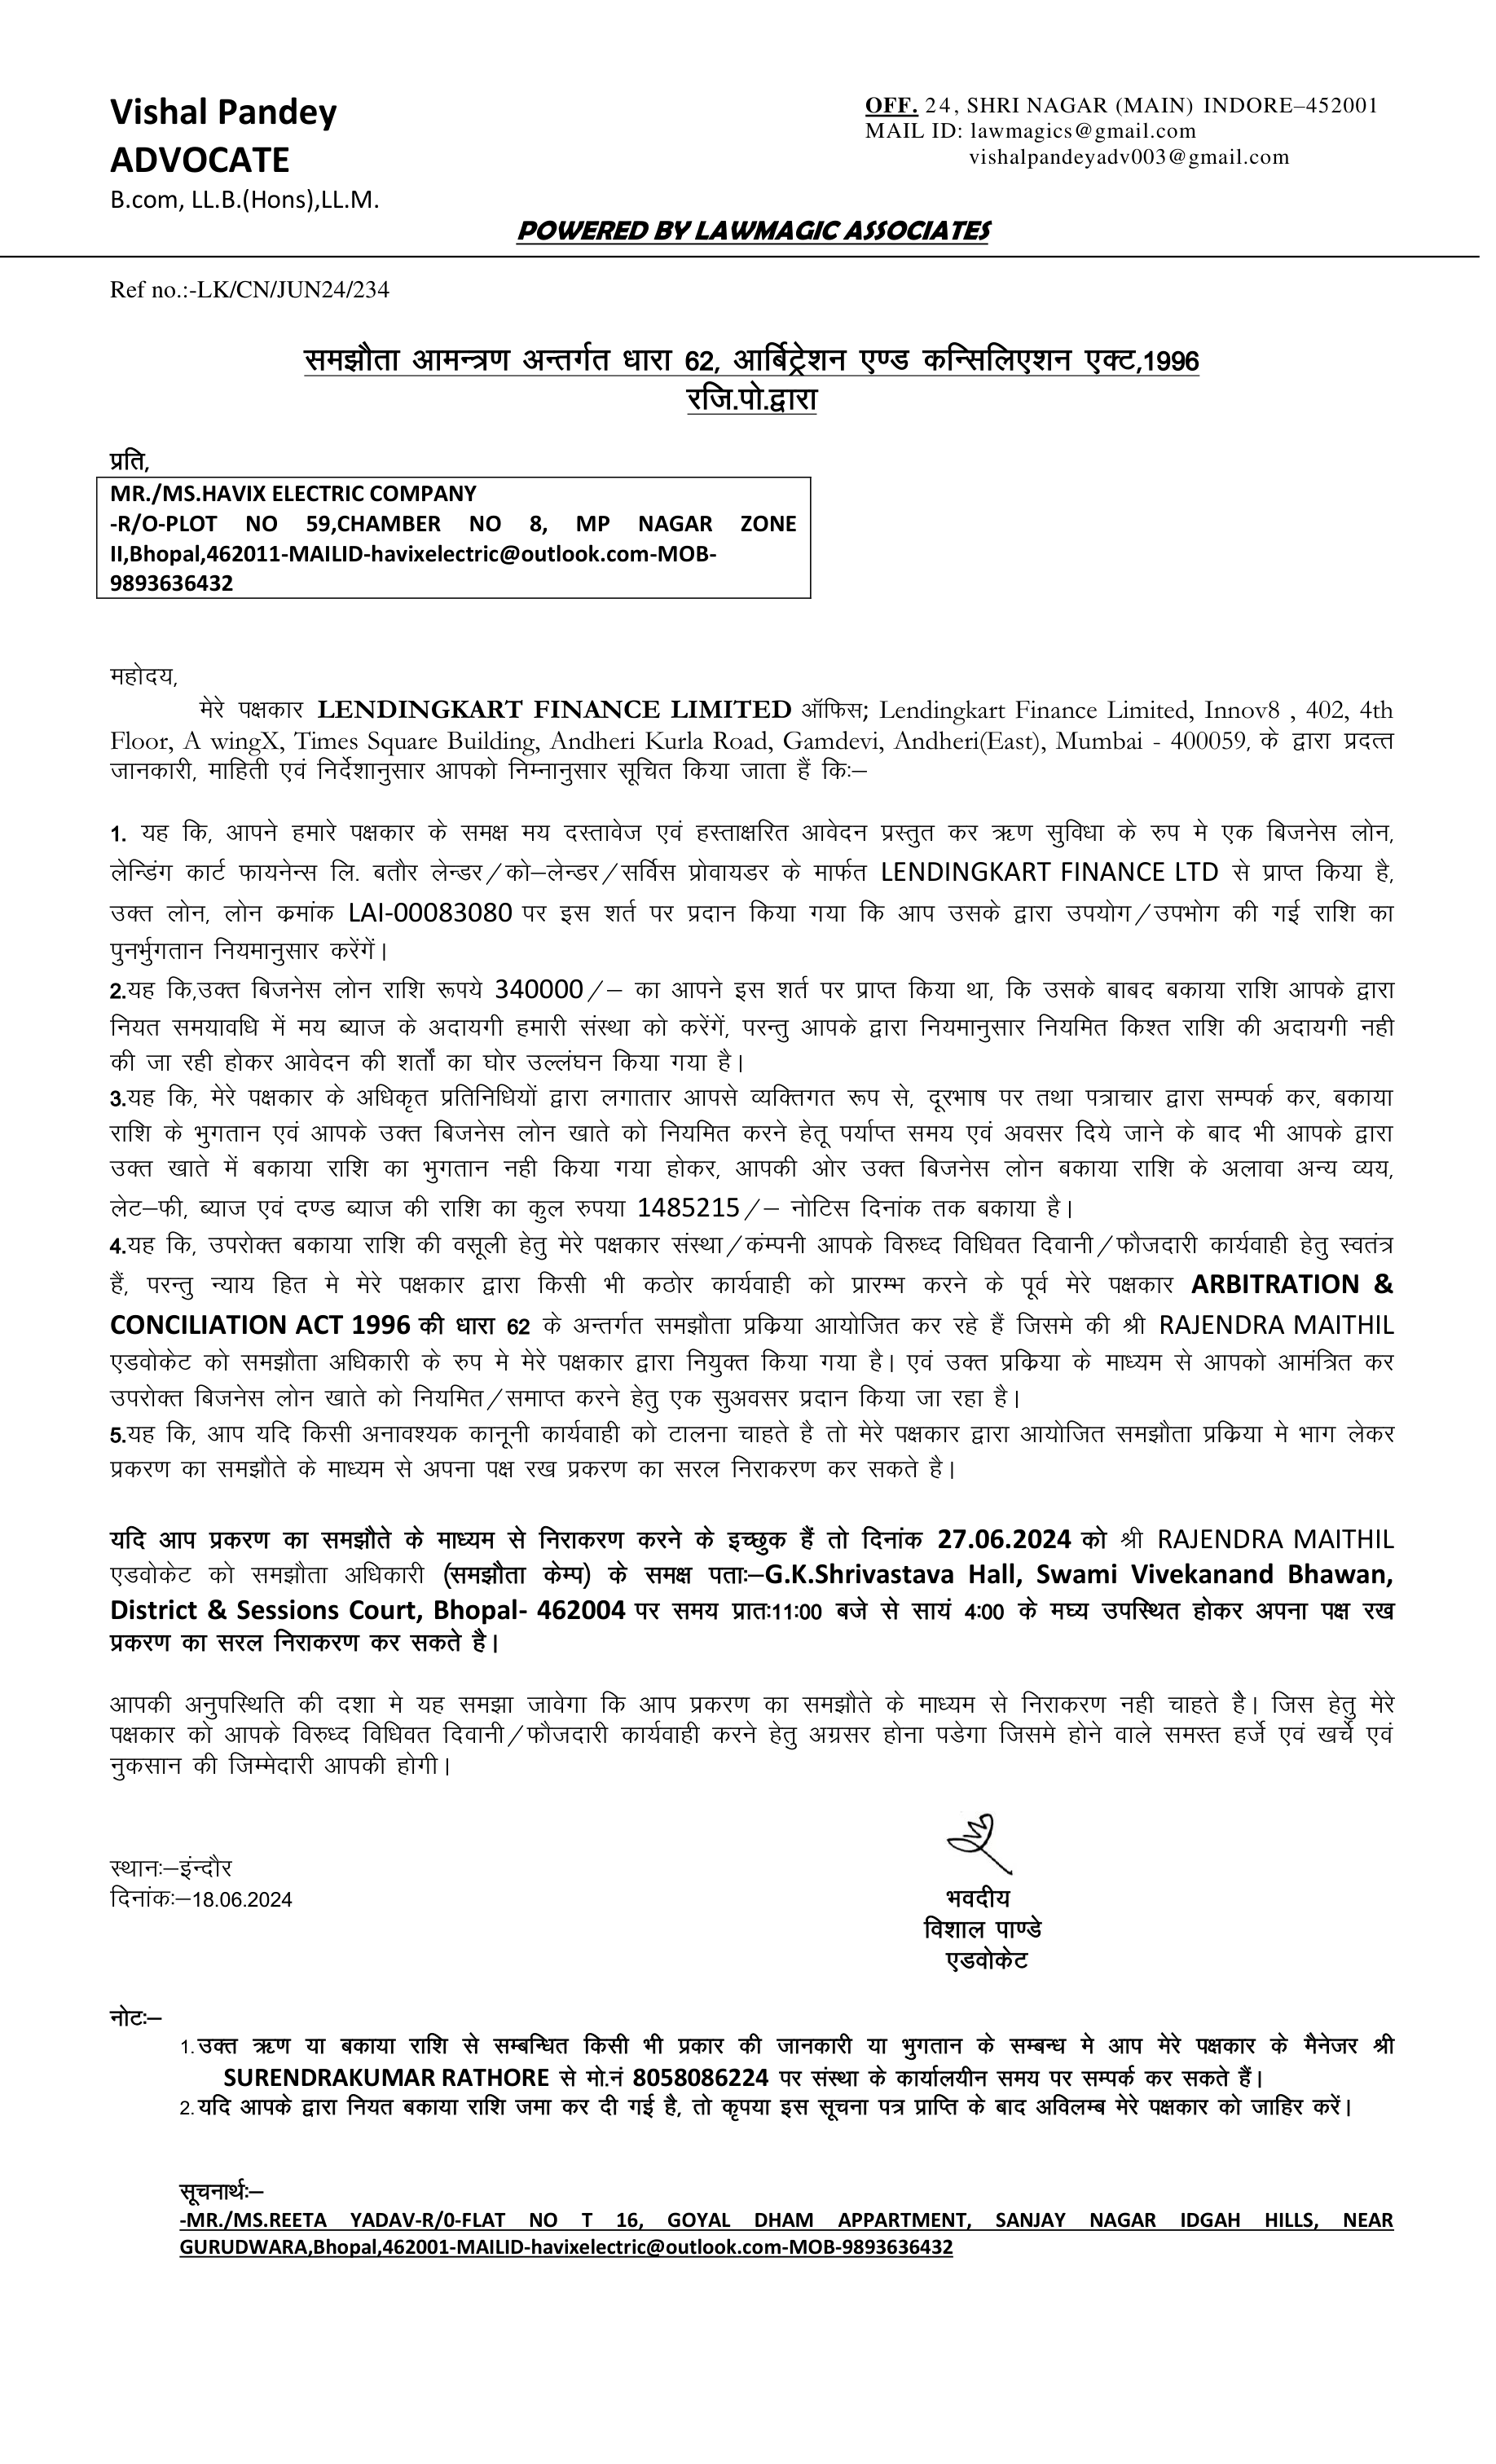 Vishal Pandey
ADVOCATE
B.com, LL.B.(Hons),LL.M.
OFF. 24, SHRI NAGAR (MAIN) INDORE–452001
MAIL ID: lawmagics@gmail.com
vishalpandeyadv003@gmail.com
POWERED BY LAWMAGIC ASSOCIATES
Ref no.:-LK/CN/JUN24/234
समझौता आमन्त्रण अन्तर्गत धारा 62, आर्बिट्रेशन एण्ड कन्सिलिएशन एक्ट,1996
रजि.पो.द्वारा
प्रति,
MR./MS.HAVIX ELECTRIC COMPANY
-R/O-PLOT NO 59,CHAMBER NO 8, MP NAGAR ZONE
II,Bhopal,462011-MAILID-havixelectric@outlook.com-MOB-
9893636432
महोदय,
मेरे पक्षकार LENDINGKART FINANCE LIMITED ऑफिस; Lendingkart Finance Limited, Innov8 , 402, 4th
Floor, A wingX, Times Square Building, Andheri Kurla Road, Gamdevi, Andheri(East), Mumbai - 400059, के द्वारा प्रदत्त
जानकारी, माहिती एवं निर्देशानुसार आपको निम्नानुसार सूचित किया जाता हैं किः–
1. यह कि, आपने हमारे पक्षकार के समक्ष मय दस्तावेज एवं हस्ताक्षरित आवेदन प्रस्तुत कर ऋण सुविधा के रुप मे एक बिजनेस लोन,
लेन्डिंग कार्ट फायनेन्स लि. बतौर लेन्डर/को–लेन्डर/सर्विस प्रोवायडर के मार्फत LENDINGKART FINANCE LTD से प्राप्त किया है,
उक्त लोन, लोन क्रमांक LAI-00083080 पर इस शर्त पर प्रदान किया गया कि आप उसके द्वारा उपयोग/उपभोग की गई राशि का
पुनर्भुगतान नियमानुसार करेंगें।
2.यह कि,उक्त बिजनेस लोन राशि रूपये 340000/– का आपने इस शर्त पर प्राप्त किया था, कि उसके बाबद बकाया राशि आपके द्वारा
नियत समयावधि में मय ब्याज के अदायगी हमारी संस्था को करेंगें, परन्तु आपके द्वारा नियमानुसार नियमित किश्त राशि की अदायगी नही
की जा रही होकर आवेदन की शर्तों का घोर उल्लंघन किया गया है।
3.यह कि, मेरे पक्षकार के अधिकृत प्रतिनिधियों द्वारा लगातार आपसे व्यक्तिगत रूप से, दूरभाष पर तथा पत्राचार द्वारा सम्पर्क कर, बकाया
राशि के भुगतान एवं आपके उक्त बिजनेस लोन खाते को नियमित करने हेतू पर्याप्त समय एवं अवसर दिये जाने के बाद भी आपके द्वारा
उक्त खाते में बकाया राशि का भुगतान नही किया गया होकर, आपकी ओर उक्त बिजनेस लोन बकाया राशि के अलावा अन्य व्यय,
लेट–फी, ब्याज एवं दण्ड ब्याज की राशि का कुल रुपया 1485215/– नोटिस दिनांक तक बकाया है।
4.यह कि, उपरोक्त बकाया राशि की वसूली हेतु मेरे पक्षकार संस्था/कंम्पनी आपके विरुध्द विधिवत दिवानी/फौजदारी कार्यवाही हेतु स्वतंत्र
हैं, परन्तु न्याय हित मे मेरे पक्षकार द्वारा किसी भी कठोर कार्यवाही को प्रारम्भ करने के पूर्व मेरे पक्षकार ARBITRATION &
CONCILIATION ACT 1996 की धारा 62 के अन्तर्गत समझौता प्रक्रिया आयोजित कर रहे हैं जिसमे की श्री RAJENDRA MAITHIL
एडवोकेट को समझौता अधिकारी के रुप मे मेरे पक्षकार द्वारा नियुक्त किया गया है। एवं उक्त प्रक्रिया के माध्यम से आपको आमंत्रित कर
उपरोक्त बिजनेस लोन खाते को नियमित/समाप्त करने हेतु एक सुअवसर प्रदान किया जा रहा है।
5.यह कि, आप यदि किसी अनावश्यक कानूनी कार्यवाही को टालना चाहते है तो मेरे पक्षकार द्वारा आयोजित समझौता प्रक्रिया मे भाग लेकर
प्रकरण का समझौते के माध्यम से अपना पक्ष रख प्रकरण का सरल निराकरण कर सकते है।
यदि आप प्रकरण का समझौते के माध्यम से निराकरण करने के इच्छुक हैं तो दिनांक 27.06.2024 को श्री RAJENDRA MAITHIL
एडवोकेट को समझौता अधिकारी (समझौता केम्प) के समक्ष पताः–G.K.Shrivastava Hall, Swami Vivekanand Bhawan,
District & Sessions Court, Bhopal- 462004 पर समय प्रातः11:00 बजे से सायं 4:00 के मघ्य उपस्थित होकर अपना पक्ष रख
प्रकरण का सरल निराकरण कर सकते है।
आपकी अनुपस्थिति की दशा मे यह समझा जावेगा कि आप प्रकरण का समझौते के माध्यम से निराकरण नही चाहते है। जिस हेतु मेरे
पक्षकार को आपके विरुध्द विधिवत दिवानी/फौजदारी कार्यवाही करने हेतु अग्रसर होना पडेगा जिसमे होने वाले समस्त हर्जे एवं खर्चे एवं
नुकसान की जिम्मेदारी आपकी होगी।
स्थानः–इंन्दौर
दिनांकः–18.06.2024
भवदीय
विशाल पाण्डे
एडवोकेट
नोटः–
1.उक्त ऋण या बकाया राशि से सम्बन्धित किसी भी प्रकार की जानकारी या भुगतान के सम्बन्ध मे आप मेरे पक्षकार के मैनेजर श्री
SURENDRAKUMAR RATHORE से मो.नं 8058086224 पर संस्था के कार्यालयीन समय पर सम्पर्क कर सकते हैं।
2.यदि आपके द्वारा नियत बकाया राशि जमा कर दी गई है, तो कृपया इस सूचना पत्र प्राप्ति के बाद अविलम्ब मेरे पक्षकार को जाहिर करें।
सूचनार्थः–
-MR./MS.REETA YADAV-R/0-FLAT NO T 16, GOYAL DHAM APPARTMENT, SANJAY NAGAR IDGAH HILLS, NEAR
GURUDWARA,Bhopal,462001-MAILID-havixelectric@outlook.com-MOB-9893636432